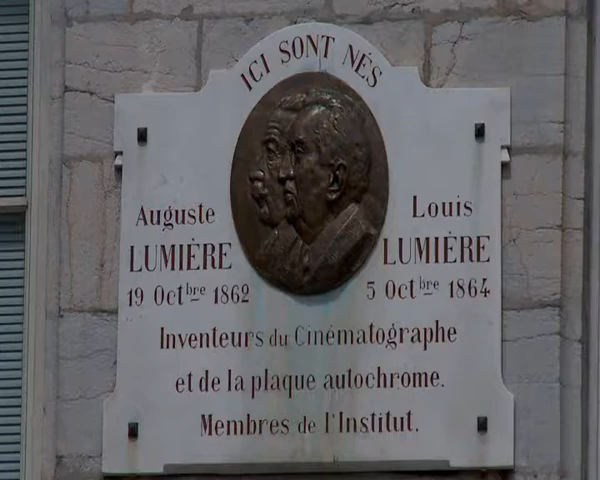 ICI SONT NÉS
Auguste
LUMIÈRE
19 Octbre 1862
Louis
LUMIÈRE
5 Octbre 1864
Inventeurs du Cinématographe
et de la plaque autochrome.
Membres de l'Institut.